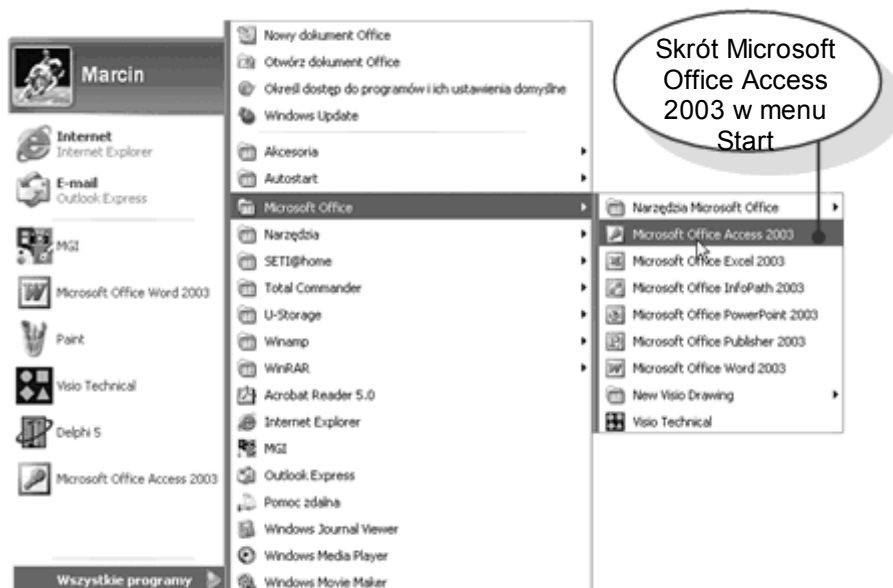 Marcin
Internet
Internet Explorer
E-mail
Outlook Express
MGI
Microsoft Office Word 2003
Paint
Visio Technical
Delphi 5
Microsoft Office Access 2003
Wszystkie programy
Nowy dokument Office
Otwórz dokument Office
Określ dostęp do programów i ich ustawienia domyślne
Windows Update
Akcesoria
Autostart
Microsoft Office
Narzędzia
SETI@home
Total Commander
U-Storage
Winamp
WinRAR
Acrobat Reader 5.0
Internet Explorer
MGI
Outlook Express
Pomoc zdalna
Windows Journal Viewer
Windows Media Player
Windows Movie Maker
Skrót Microsoft
Office Access
2003 w menu
Start
Narzędzia Microsoft Office
Microsoft Office Access 2003
Microsoft Office Excel 2003
Microsoft Office InfoPath 2003
Microsoft Office PowerPoint 2003
Microsoft Office Publisher 2003
Microsoft Office Word 2003
New Visio Drawing
Visio Technical